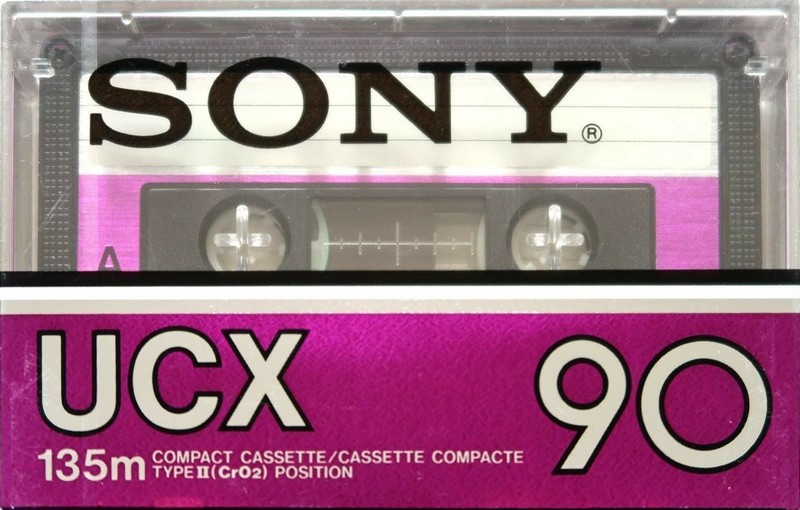 SONY®
A
UCX 90
135m COMPACT CASSETTE/CASSETTE COMPACTE
TYPE II (CrO2) POSITION